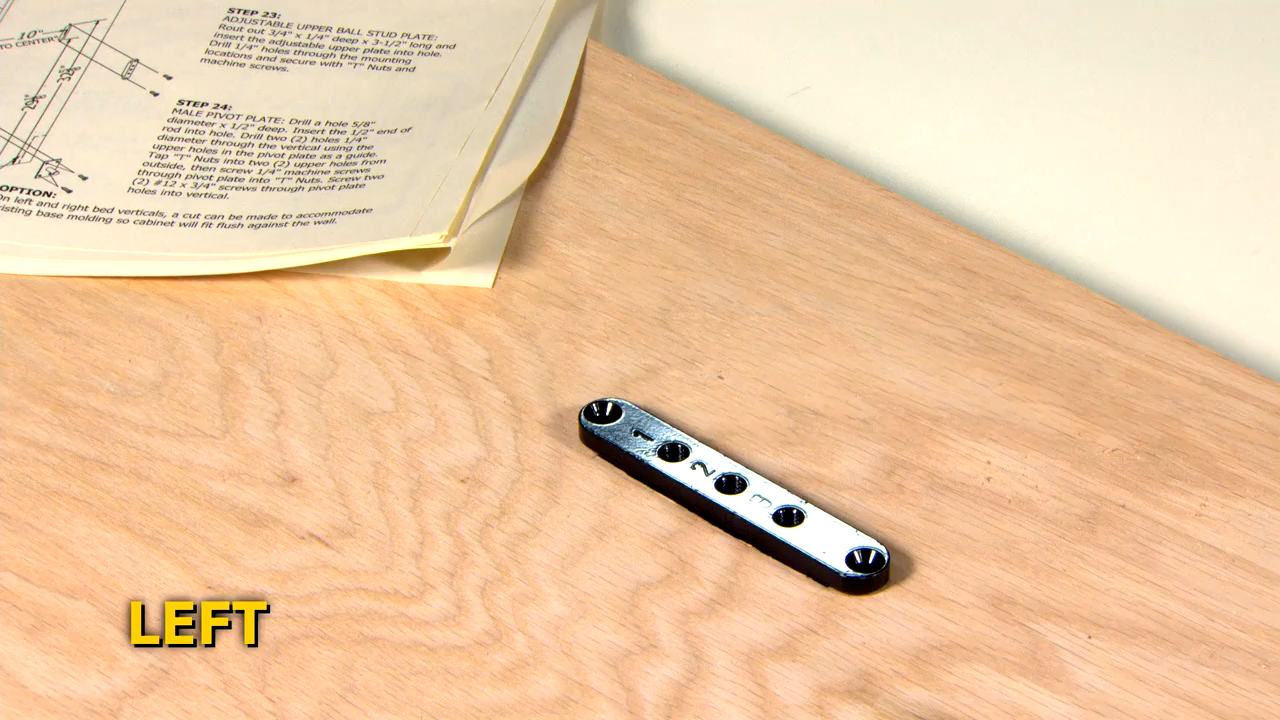 10"
TO CENTER
STEP 23:
ADJUSTABLE UPPER BALL STUD PLATE:
Rout out 3/4" x 1/4" deep x 3-1/2" long and
insert the adjustable upper plate into hole.
Drill 1/4" holes through the mounting
locations and secure with "T" Nuts and
machine screws.
STEP 24:
MALE PIVOT PLATE: Drill a hole 5/8"
diameter x 1/2" deep. Insert the 1/2" end of
rod into hole. Drill two (2) holes 1/4"
diameter through the vertical using the
upper holes in the pivot plate as a guide.
Tap "T" Nuts into two (2) upper holes from
outside, then screw 1/4" machine screws
through pivot plate into "T" Nuts. Screw two
(2) #12 x 3/4" screws through pivot plate
holes into vertical.
OPTION:
On left and right bed verticals, a cut can be made to accommodate
existing base molding so cabinet will fit flush against the wall.
1 2 3
LEFT